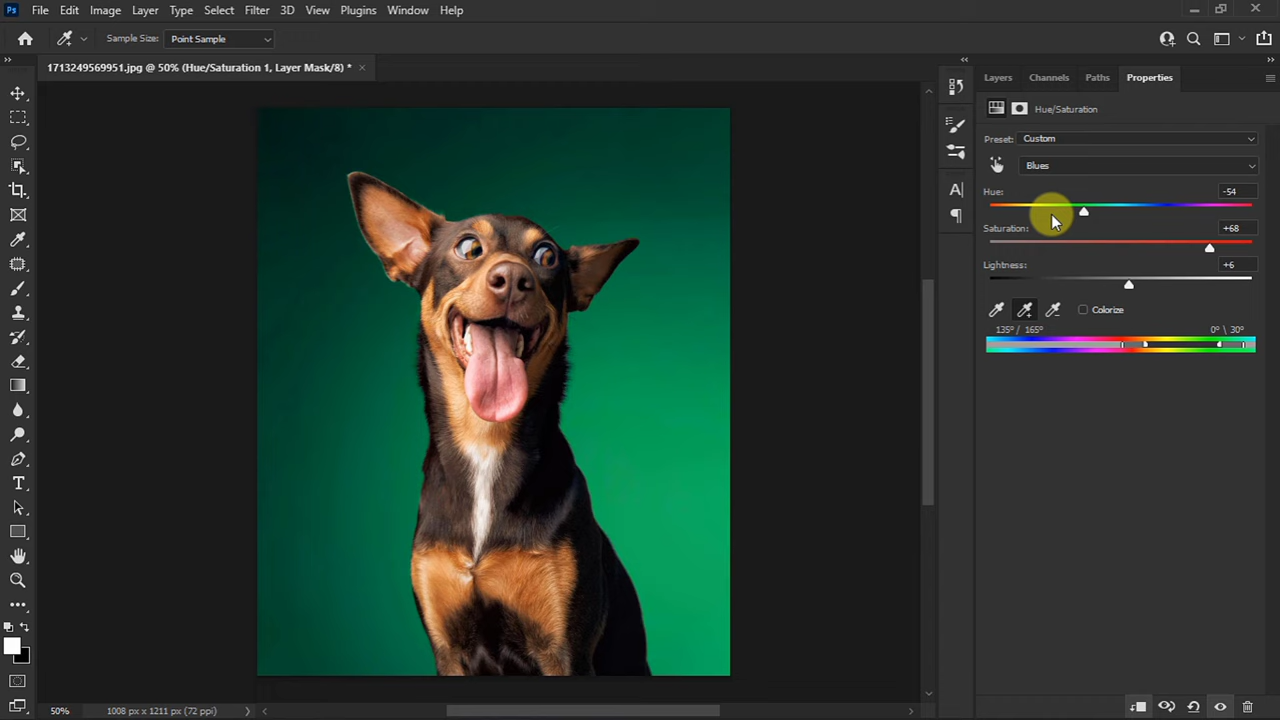 Ps File Edit Image Layer Type Select Filter 3D View Plugins Window Help
Sample Size: Point Sample
1713249569951.jpg @ 50% (Hue/Saturation 1, Layer Mask/8) *
Layers Channels Paths Properties
Hue/Saturation
Preset: Custom
Blues
Hue: -54
Saturation: +68
Lightness: +6
Colorize
135°/ 165° 0°\ 30°
50% 1008 px x 1211 px (72 ppi)